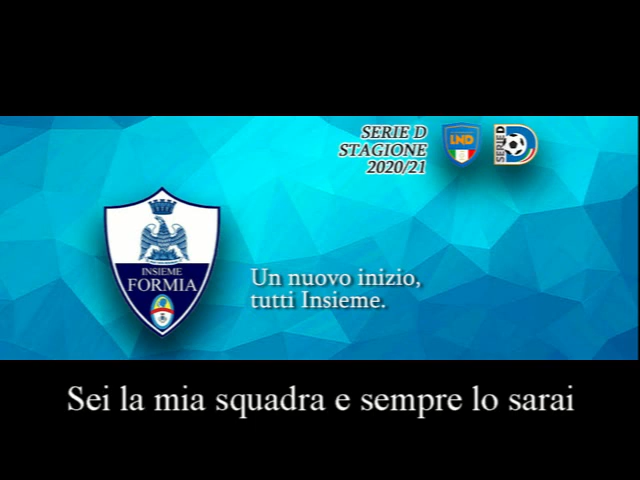 SERIE D
STAGIONE
2020/21
LND
SERIE D
INSIEME
FORMIA
Un nuovo inizio,
tutti Insieme.
Sei la mia squadra e sempre lo sarai